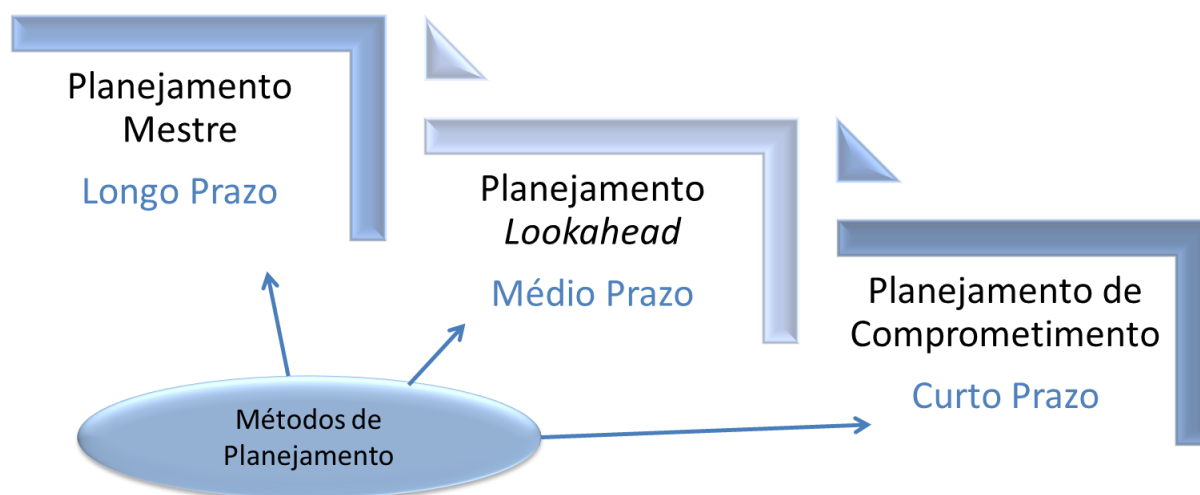 Planejamento
Mestre
Longo Prazo
Planejamento
Lookahead
Médio Prazo
Planejamento de
Comprometimento
Curto Prazo
Métodos de
Planejamento